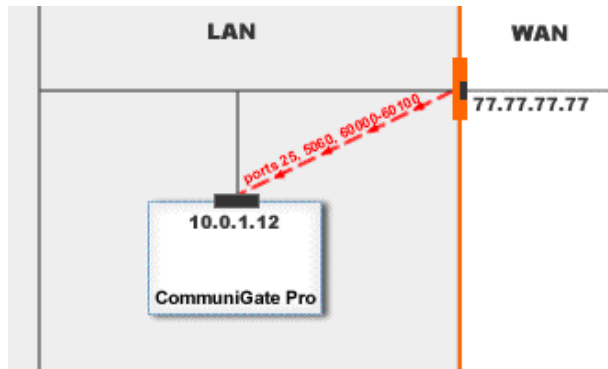 LAN
WAN
77.77.77.77
ports 25, 5060, 60000-60100
10.0.1.12
CommuniGate Pro